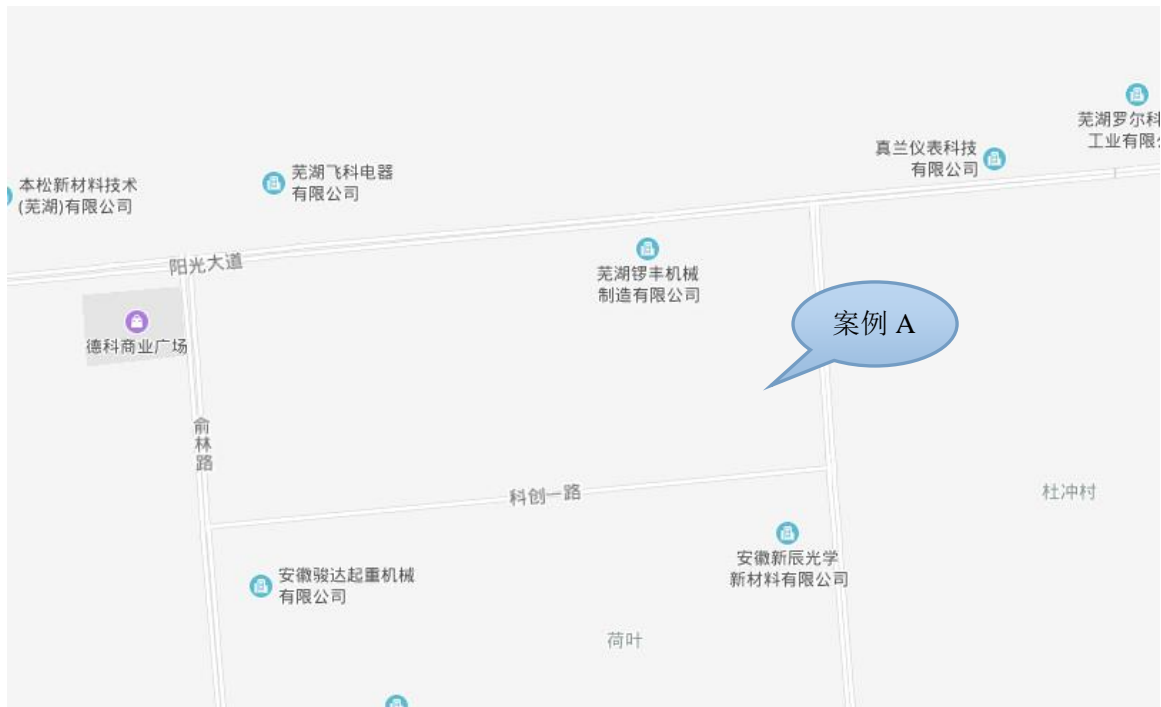 芜湖罗尔科
工业有限
真兰仪表科技
有限公司
芜湖飞科电器
有限公司
本松新材料技术
(芜湖)有限公司
阳光大道
芜湖锣丰机械
制造有限公司
案例 A
德科商业广场
俞林路
科创一路
杜冲村
安徽新辰光学
新材料有限公司
安徽骏达起重机械
有限公司
荷叶